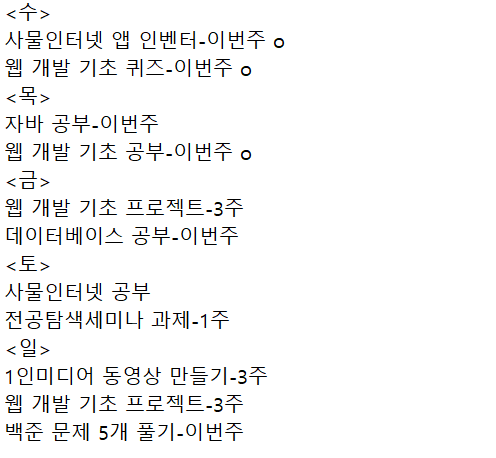 <수>
사물인터넷 앱 인벤터-이번주 o
웹 개발 기초 퀴즈-이번주 o
<목>
자바 공부-이번주
웹 개발 기초 공부-이번주 o
<금>
웹 개발 기초 프로젝트-3주
데이터베이스 공부-이번주
<토>
사물인터넷 공부
전공탐색세미나 과제-1주
<일>
1인미디어 동영상 만들기-3주
웹 개발 기초 프로젝트-3주
백준 문제 5개 풀기-이번주